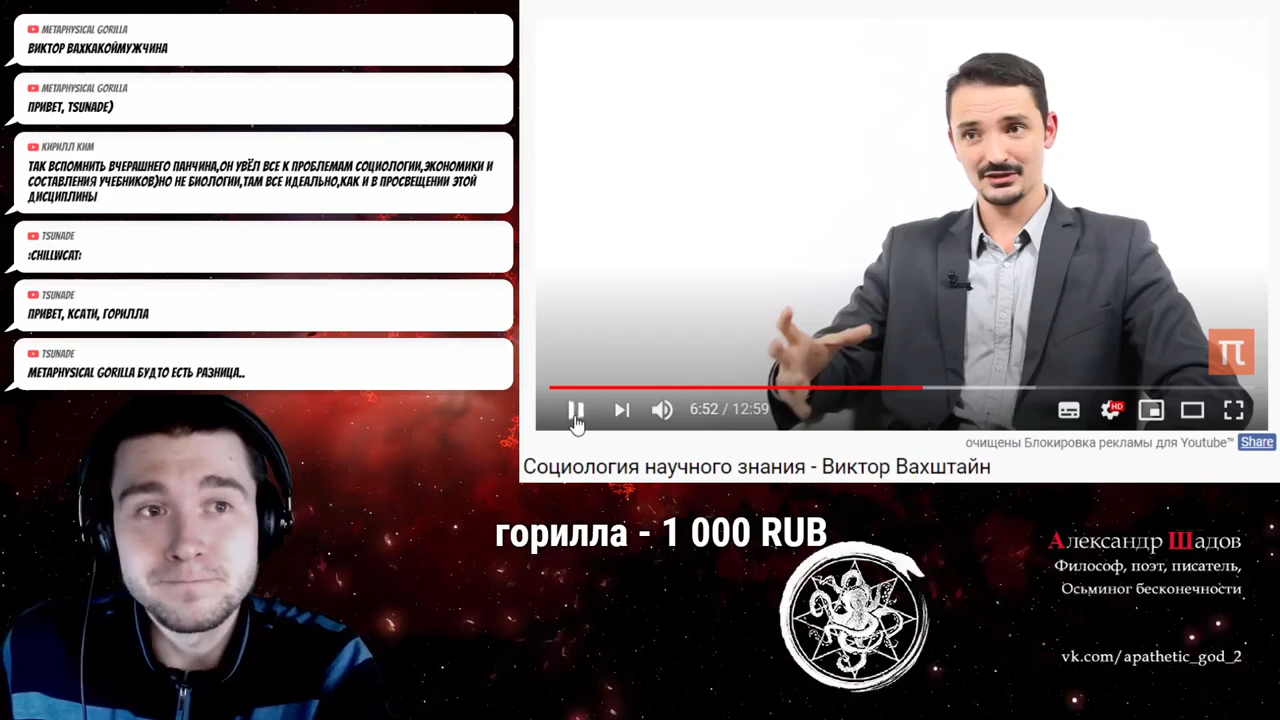 METAPHYSICAL GORILLA
ВИКТОР ВАХКАКОЙМУЖЧИНА
METAPHYSICAL GORILLA
ПРИВЕТ, TSUNADE)
КИРИЛЛ КИМ
ТАК ВСПОМНИТЬ ВЧЕРАШНЕГО ПАНЧИНА,ОН УВЁЛ ВСЕ К ПРОБЛЕМАМ СОЦИОЛОГИИ,ЭКОНОМИКИ И
СОСТАВЛЕНИЯ УЧЕБНИКОВ)НО НЕ БИОЛОГИИ,ТАМ ВСЕ ИДЕАЛЬНО,КАК И В ПРОСВЕЩЕНИИ ЭТОЙ
ДИСЦИПЛИНЫ
TSUNADE
:CHILLWCAT:
TSUNADE
ПРИВЕТ, КСАТИ, ГОРИЛЛА
TSUNADE
METAPHYSICAL GORILLA БУДТО ЕСТЬ РАЗНИЦА..
π
6:52 / 12:59
HD
очищены Блокировка рекламы для Youtube™ Share
Социология научного знания - Виктор Вахштайн
горилла - 1 000 RUB
Александр Шадов
Философ, поэт, писатель,
Осьминог бесконечности
vk.com/apathetic_god_2